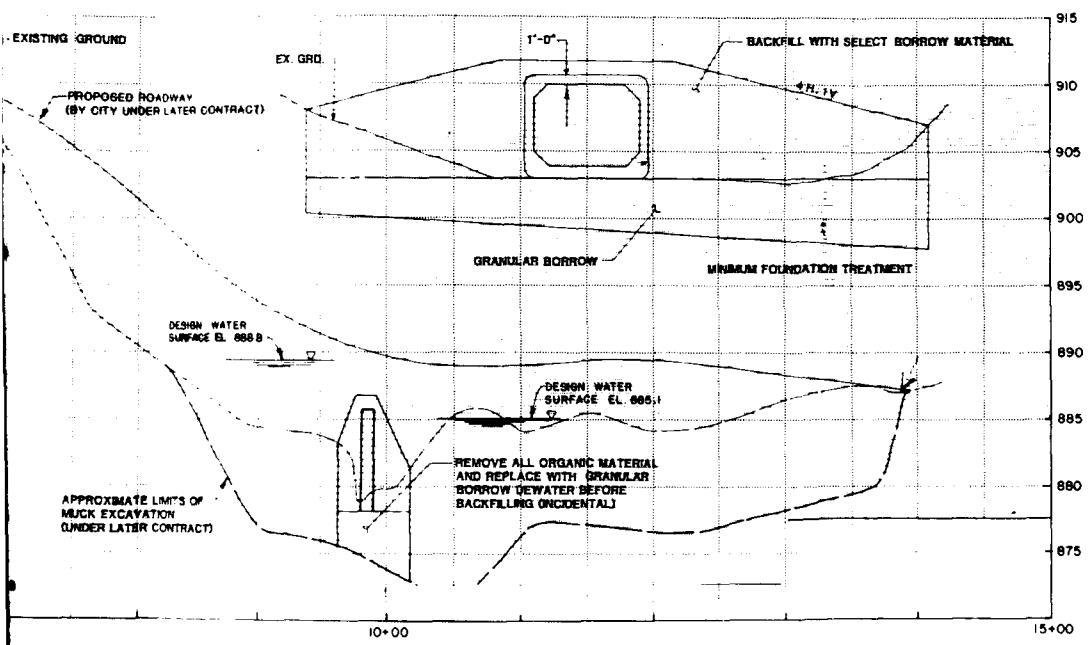 EXISTING GROUND
PROPOSED ROADWAY
(BY CITY UNDER LATER CONTRACT)
EX. GRD.
1'-0"
BACKFILL WITH SELECT BORROW MATERIAL
4H:1V
GRANULAR BORROW
MINIMUM FOUNDATION TREATMENT
DESIGN WATER
SURFACE EL. 888.8
DESIGN WATER
SURFACE EL. 885.1
REMOVE ALL ORGANIC MATERIAL
AND REPLACE WITH GRANULAR
BORROW DEWATER BEFORE
BACKFILLING (INCIDENTAL)
APPROXIMATE LIMITS OF
MUCK EXCAVATION
(UNDER LATER CONTRACT)
915
910
905
900
895
890
885
880
875
10+00
15+00